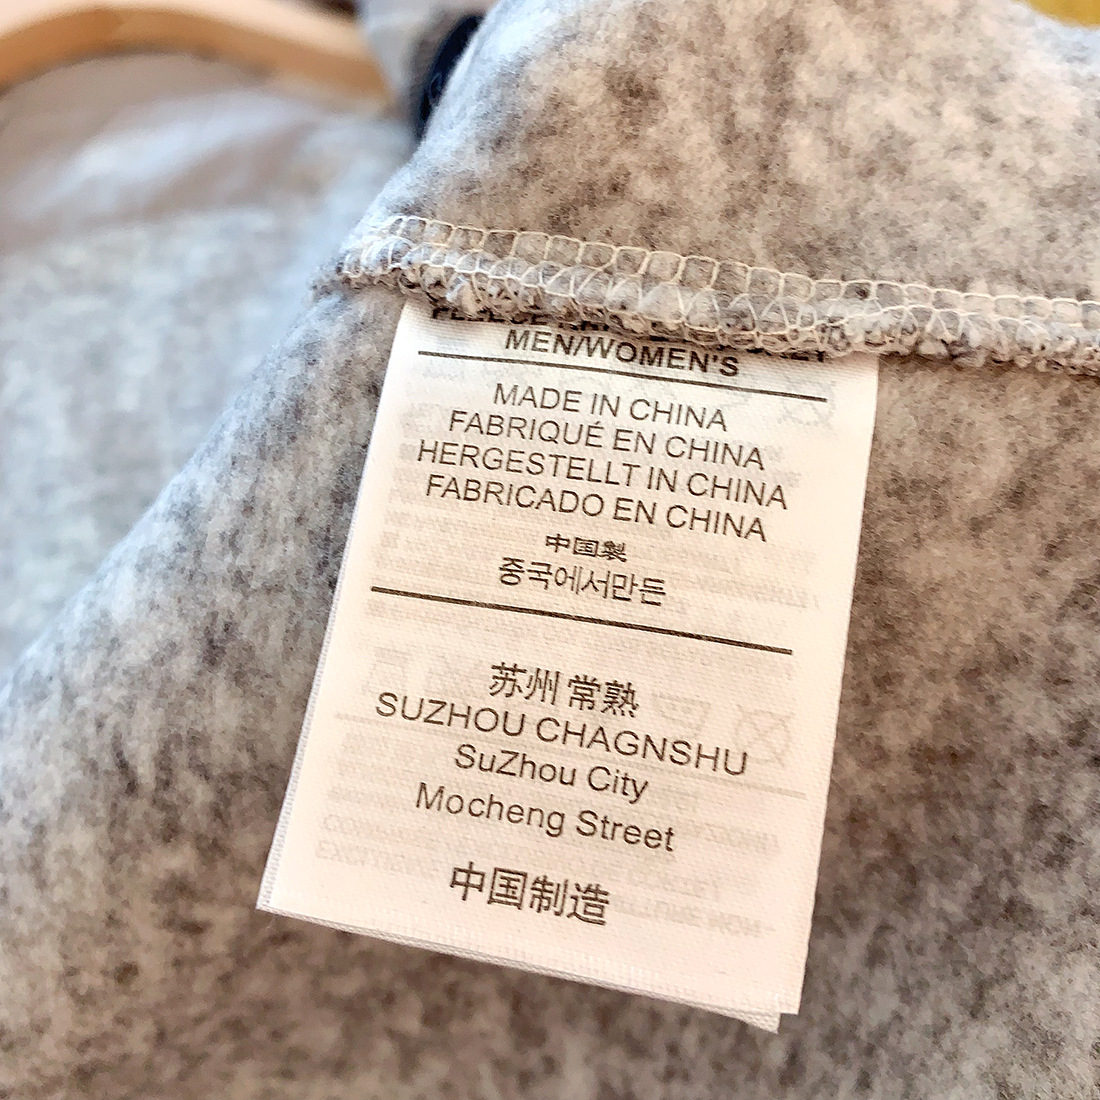 MEN/WOMEN'S
MADE IN CHINA
FABRIQUÉ EN CHINA
HERGESTELLT IN CHINA
FABRICADO EN CHINA
中国製
중국에서만든
苏州常熟
SUZHOU CHAGNSHU
SuZhou City
Mocheng Street
中国制造